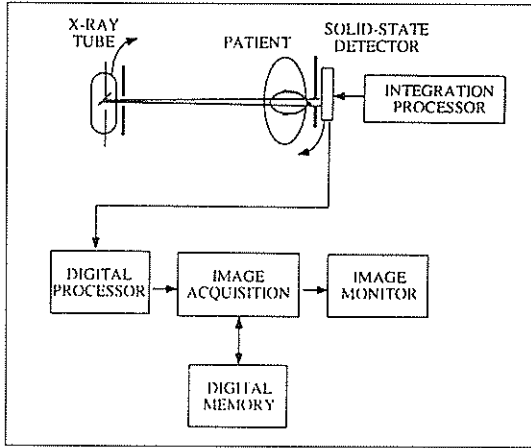 X-RAY
TUBE
PATIENT
SOLID-STATE
DETECTOR
INTEGRATION
PROCESSOR
DIGITAL
PROCESSOR
IMAGE
ACQUISITION
IMAGE
MONITOR
DIGITAL
MEMORY